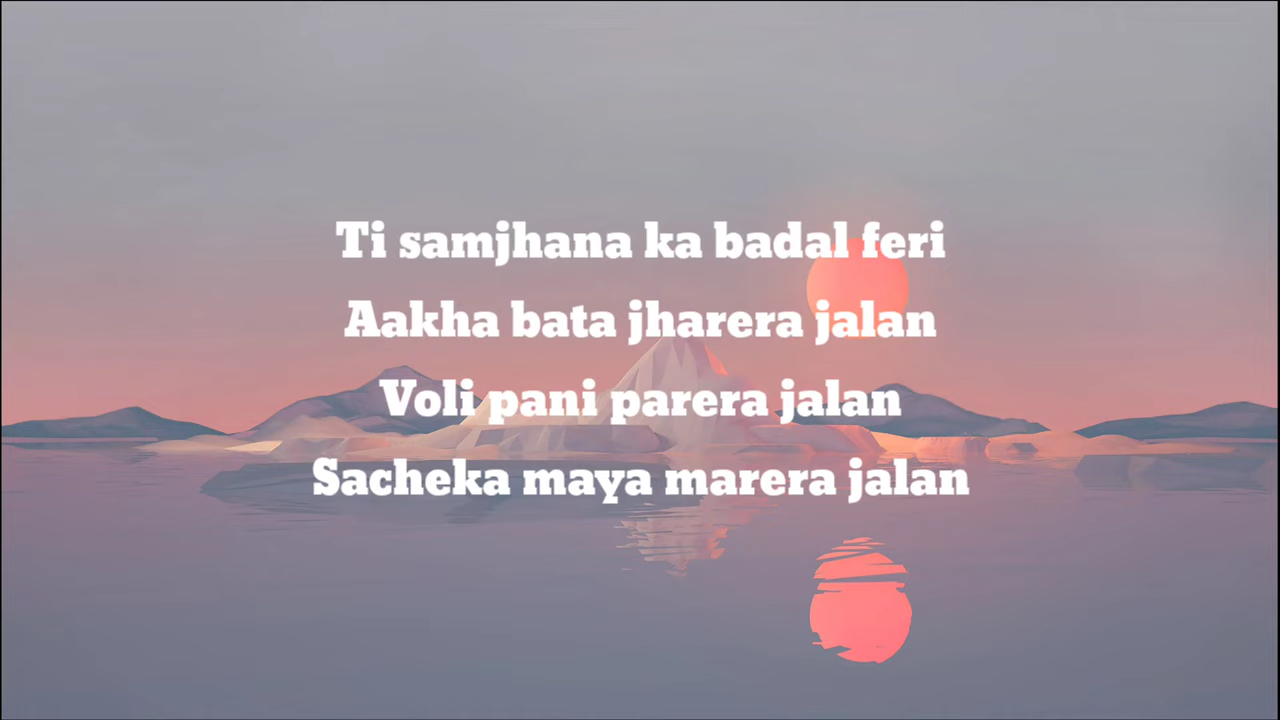 Ti samjhana ka badal feri
Aakha bata jharera jalan
Voli pani parera jalan
Sacheka maya marera jalan